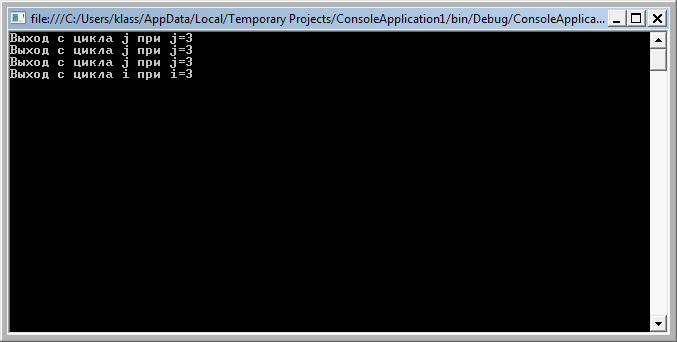 file:///C:/Users/klass/AppData/Local/Temporary Projects/ConsoleApplication1/bin/Debug/ConsoleApplica...
Выход с цикла j при j=3
Выход с цикла j при j=3
Выход с цикла j при j=3
Выход с цикла i при i=3